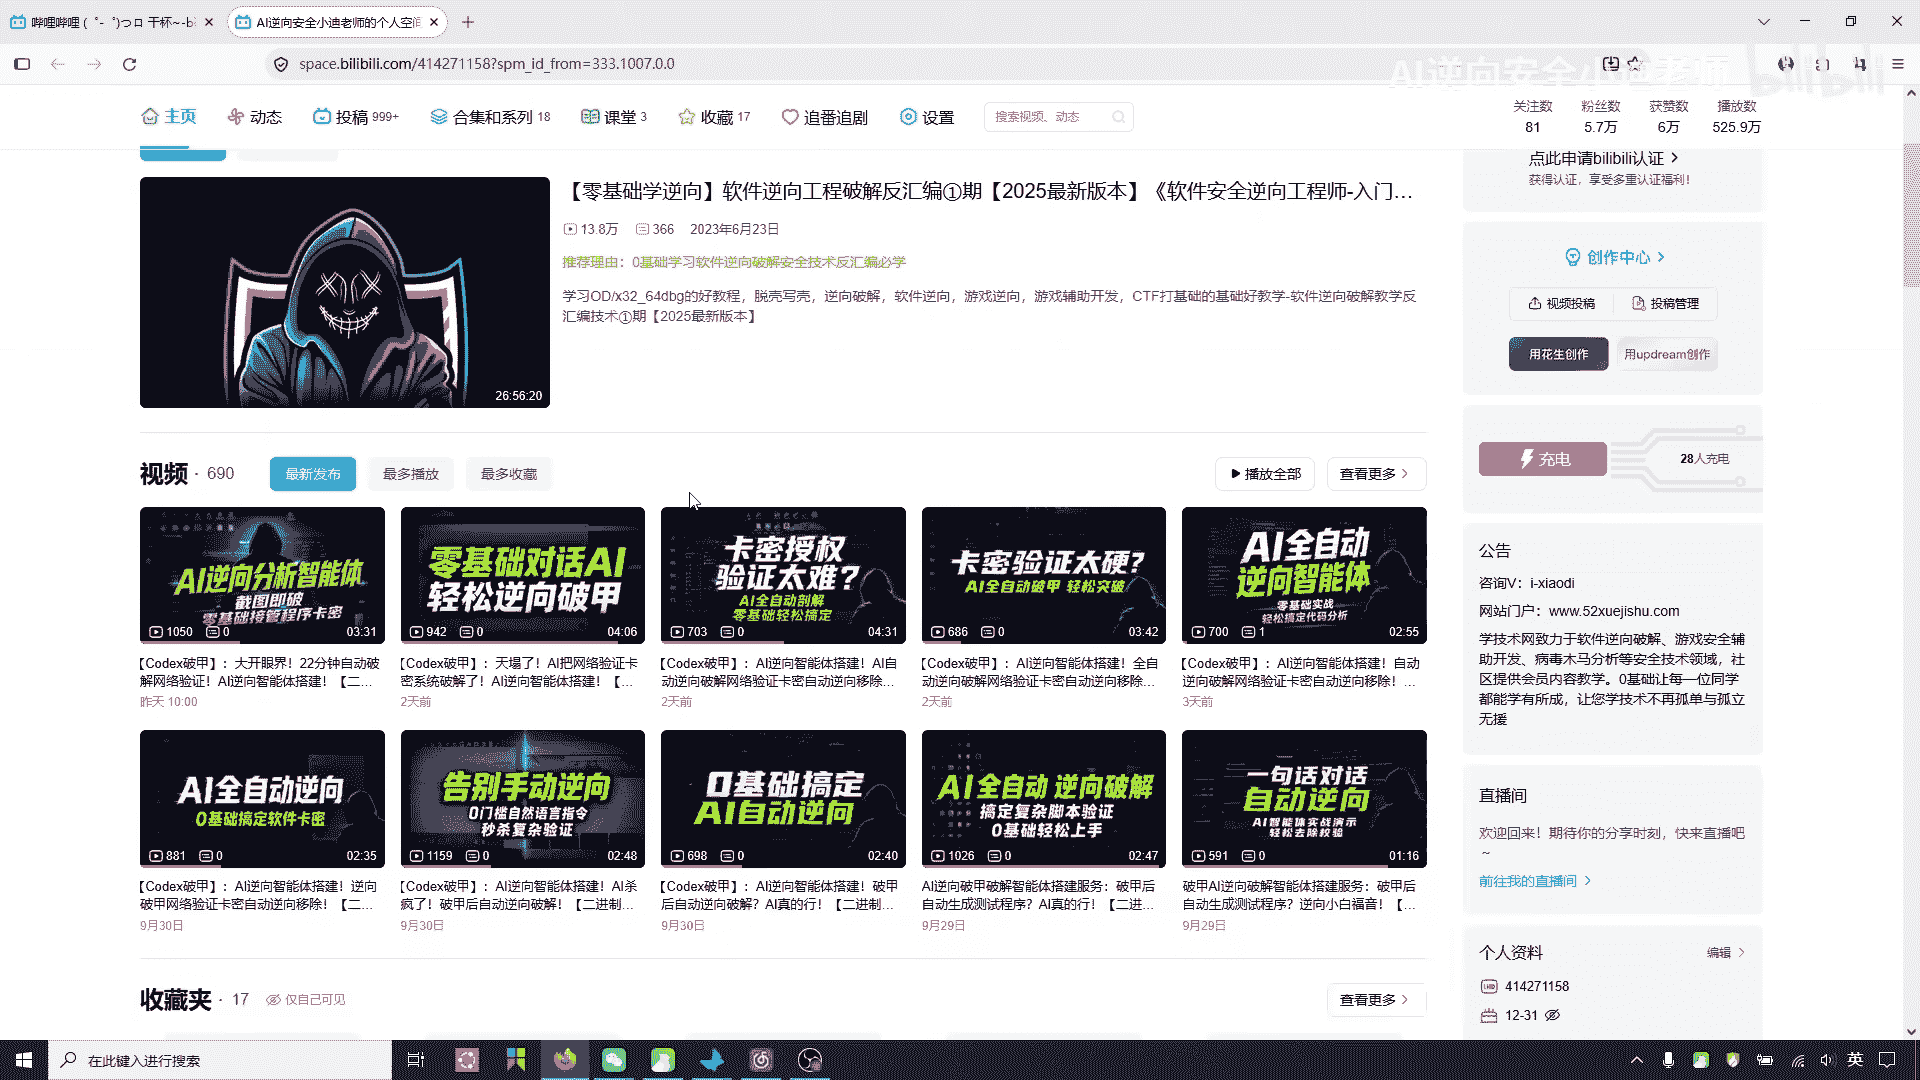 哔哩哔哩 ( ゜- ゜)つロ 干杯~-b
AI逆向安全小迪老师的个人空间
space.bilibili.com/414271158?spm_id_from=333.1007.0.0
AI逆向安全小迪老师 bilibili
主页 动态 投稿 999+ 合集和系列 18 课堂 3 收藏 17 追番追剧 设置 搜索视频、动态
关注数 粉丝数 获赞数 播放数
81 5.7万 6万 525.9万
【零基础学逆向】软件逆向工程破解反汇编①期【2025最新版本】《软件安全逆向工程师-入门…
13.8万 366 2023年6月23日
推荐理由：0基础学习软件逆向破解安全技术反汇编必学
学习OD/x32_64dbg的好教程，脱壳写壳，逆向破解，软件逆向，游戏逆向，游戏辅助开发，CTF打基础的基础好教学-软件逆向破解教学反
汇编技术①期【2025最新版本】
26:56:20
视频 · 690 最新发布 最多播放 最多收藏 播放全部 查看更多
AI逆向分析智能体
截图即破
零基础接管程序卡密
1050 0 03:31
【Codex破甲】：大开眼界！22分钟自动破
解网络验证！AI逆向智能体搭建！【二...
昨天 10:00
零基础对话AI
轻松逆向破甲
942 0 04:06
【Codex破甲】：天塌了！AI把网络验证卡
密系统破解了！AI逆向智能体搭建！【...
2天前
卡密授权
验证太难？
AI全自动剖解
零基础轻松搞定
703 0 04:31
【Codex破甲】：AI逆向智能体搭建！AI自
动逆向破解网络验证卡密自动逆向移除...
2天前
卡密验证太硬？
AI全自动破甲 轻松突破
686 0 03:42
【Codex破甲】：AI逆向智能体搭建！全自
动逆向破解网络验证卡密自动逆向移除...
2天前
AI全自动
逆向智能体
零基础实战
轻松搞定代码分析
700 1 02:55
【Codex破甲】：AI逆向智能体搭建！自动
逆向破解网络验证卡密自动逆向移除！...
3天前
AI全自动逆向
0基础搞定软件卡密
881 0 02:35
【Codex破甲】：AI逆向智能体搭建！逆向
破甲网络验证卡密自动逆向移除！【二...
9月30日
告别手动逆向
0门槛自然语言指令
秒杀复杂验证
1159 0 02:48
【Codex破甲】：AI逆向智能体搭建！AI杀
疯了！破甲后自动逆向破解！【二进制...
9月30日
0基础搞定
AI自动逆向
698 0 02:40
【Codex破甲】：AI逆向智能体搭建！破甲
后自动逆向破解？AI真的行！【二进制...
9月30日
AI全自动 逆向破解
搞定复杂脚本验证
0基础轻松上手
1026 0 02:47
AI逆向破甲破解智能体搭建服务：破甲后
自动生成测试程序？AI真的行！【二进...
9月29日
一句话对话
自动逆向
AI智能体实战演示
轻松去除校验
591 0 01:16
破甲AI逆向破解智能体搭建服务：破甲后
自动生成测试程序？逆向小白福音！【...
9月29日
收藏夹 · 17 仅自己可见 查看更多
点此申请bilibili认证
获得认证，享受多重认证福利！
创作中心
视频投稿 投稿管理
用花生创作 用updream创作
充电 28人充电
公告
咨询V：i-xiaodi
网站门户：www.52xuejishu.com
学技术网致力于软件逆向破解、游戏安全辅
助开发、病毒木马分析等安全技术领域，社
区提供会员内容教学。0基础让每一位同学
都能学有所成，让您学技术不再孤单与孤立
无援
直播间
欢迎回来！期待你的分享时刻，快来直播吧
~
前往我的直播间
个人资料 编辑
UID 414271158
12-31
在此键入进行搜索
英